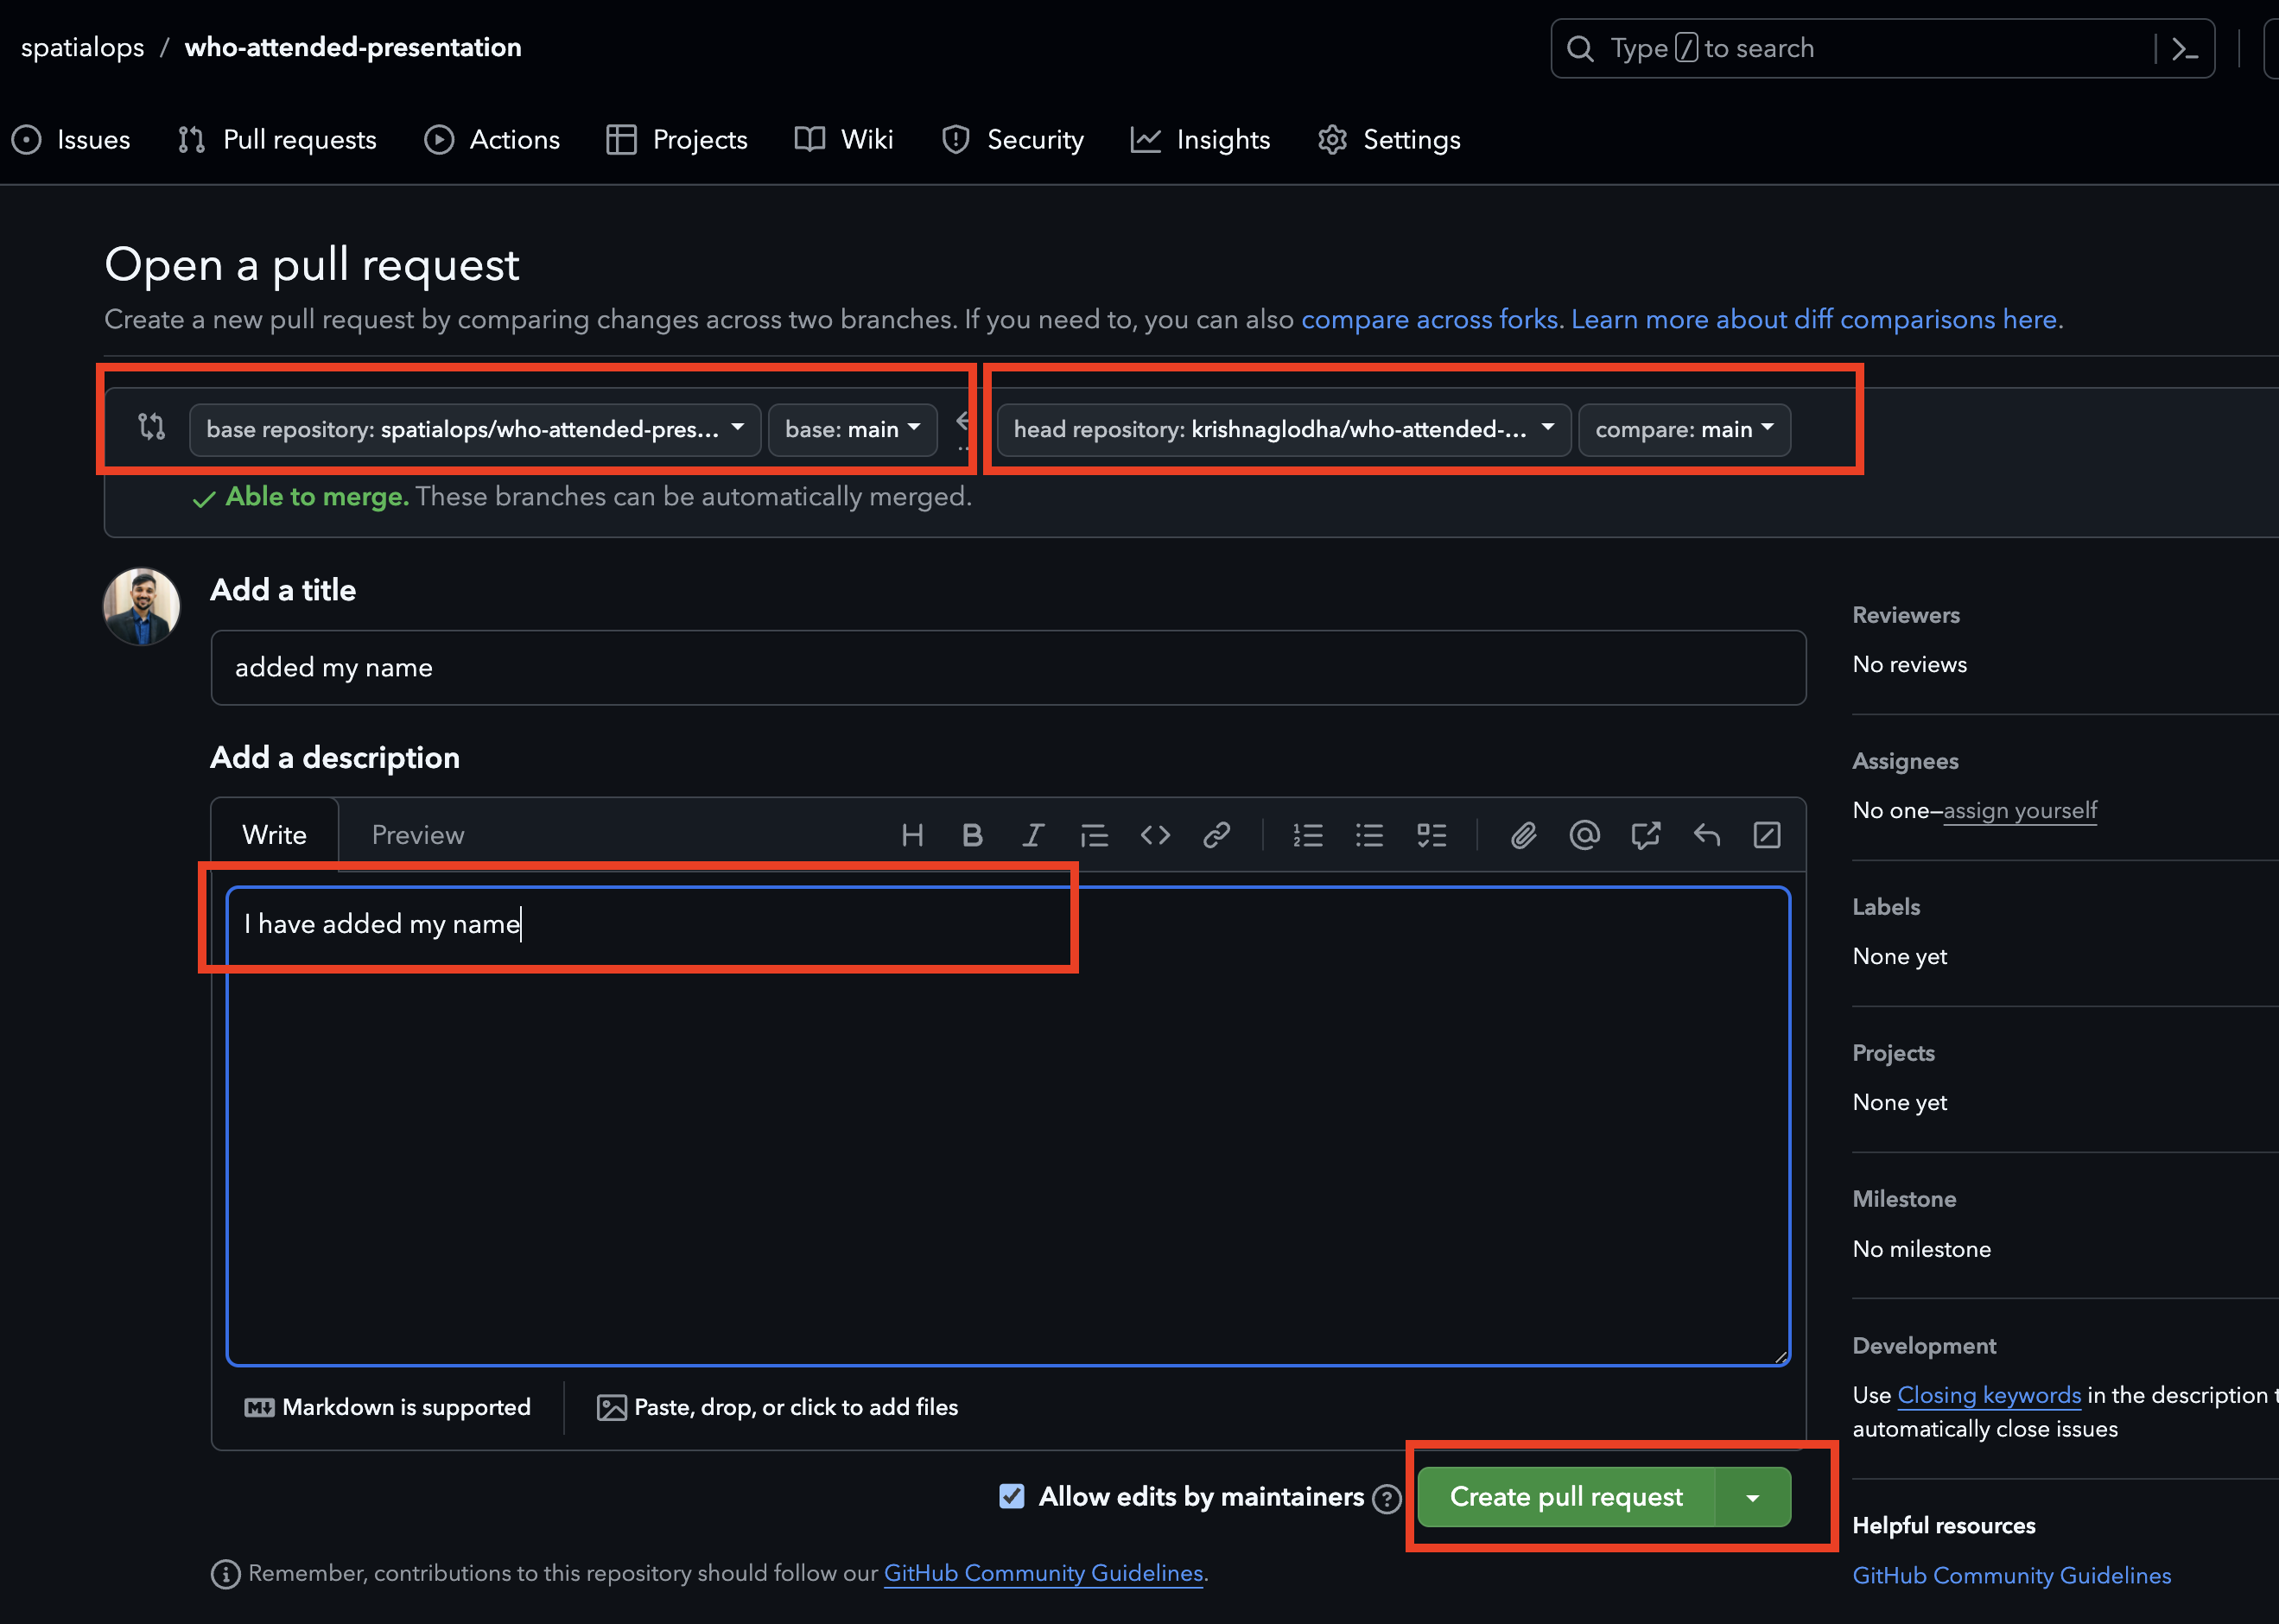 spatialops / who-attended-presentation
Type / to search
Issues Pull requests Actions Projects Wiki Security Insights Settings
Open a pull request
Create a new pull request by comparing changes across two branches. If you need to, you can also compare across forks. Learn more about diff comparisons here.
base repository: spatialops/who-attended-pres... base: main head repository: krishnaglodha/who-attended-... compare: main
Able to merge. These branches can be automatically merged.
Add a title
added my name
Add a description
Write Preview
I have added my name
Markdown is supported Paste, drop, or click to add files
Allow edits by maintainers Create pull request
Remember, contributions to this repository should follow our GitHub Community Guidelines.
Reviewers
No reviews
Assignees
No one—assign yourself
Labels
None yet
Projects
None yet
Milestone
No milestone
Development
Use Closing keywords in the description
automatically close issues
Helpful resources
GitHub Community Guidelines